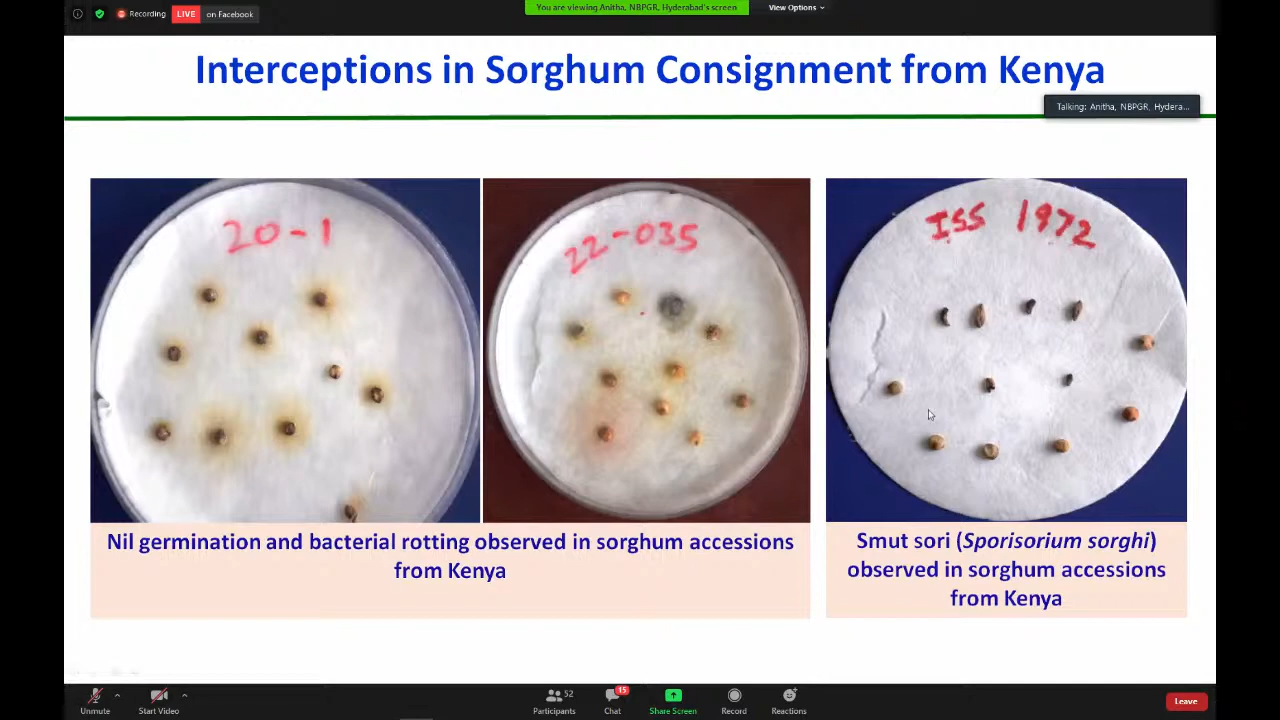 Recording
LIVE
on Facebook
You are viewing Anitha, NBPGR, Hyderabad's screen
View Options
Interceptions in Sorghum Consignment from Kenya
Talking: Anitha, NBPGR, Hydera...
20-1
22-035
ISS 1972
Nil germination and bacterial rotting observed in sorghum accessions
from Kenya
Smut sori (Sporisorium sorghi)
observed in sorghum accessions
from Kenya
Unmute
Start Video
52
Participants
15
Chat
Share Screen
Record
Reactions
Leave